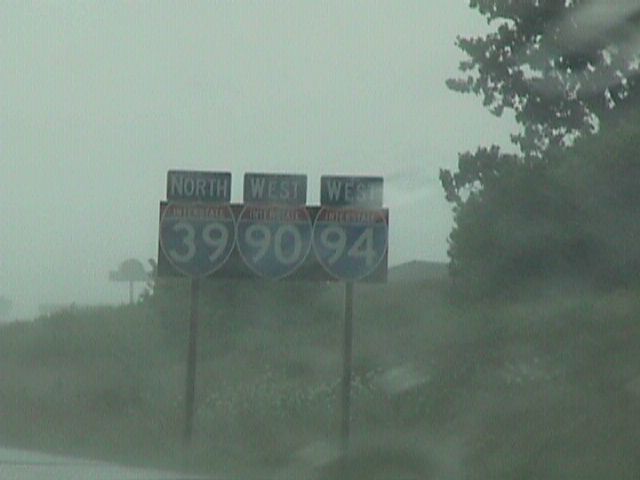 NORTH WEST WEST
INTERSTATE INTERSTATE INTERSTATE
39 90 94